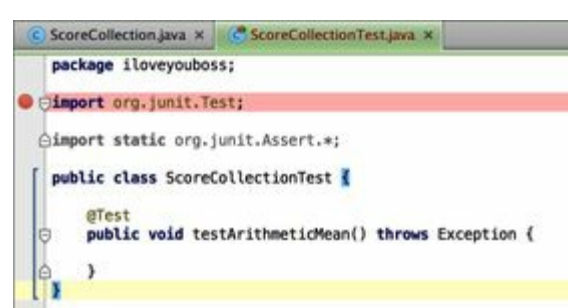 ScoreCollection.java × ScoreCollectionTest.java ×
package iloveyouboss;
import org.junit.Test;
import static org.junit.Assert.*;
public class ScoreCollectionTest {
@Test
public void testArithmeticMean() throws Exception {
}
}